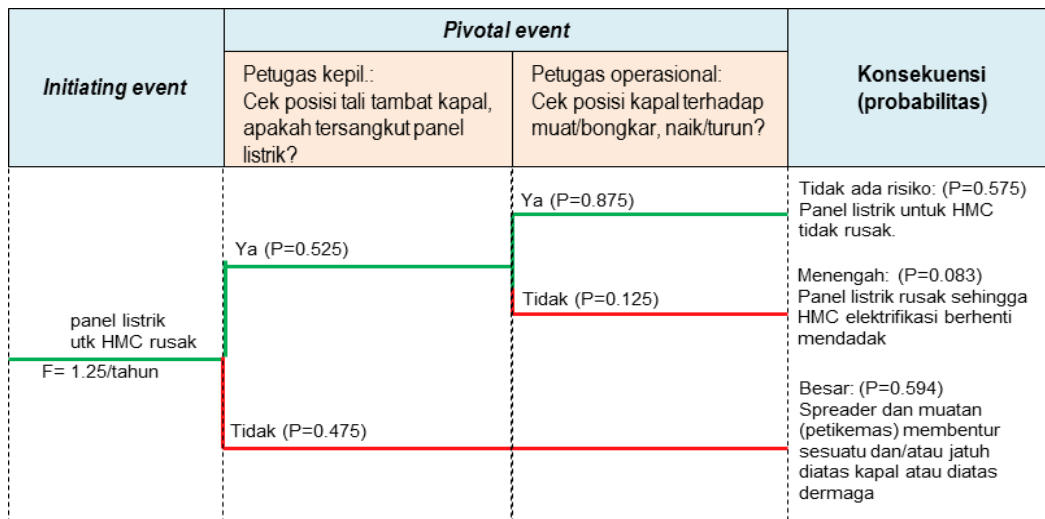 Pivotal event
Initiating event
Petugas kepil.:
Cek posisi tali tambat kapal,
apakah tersangkut panel
listrik?
Petugas operasional:
Cek posisi kapal terhadap
muat/bongkar, naik/turun?
Konsekuensi
(probabilitas)
panel listrik
utk HMC rusak
F= 1.25/tahun
Ya (P=0.525)
Tidak (P=0.475)
Ya (P=0.875)
Tidak (P=0.125)
Tidak ada risiko: (P=0.575)
Panel listrik untuk HMC
tidak rusak.
Menengah: (P=0.083)
Panel listrik rusak sehingga
HMC elektrifikasi berhenti
mendadak
Besar: (P=0.594)
Spreader dan muatan
(petikemas) membentur
sesuatu dan/atau jatuh
diatas kapal atau diatas
dermaga